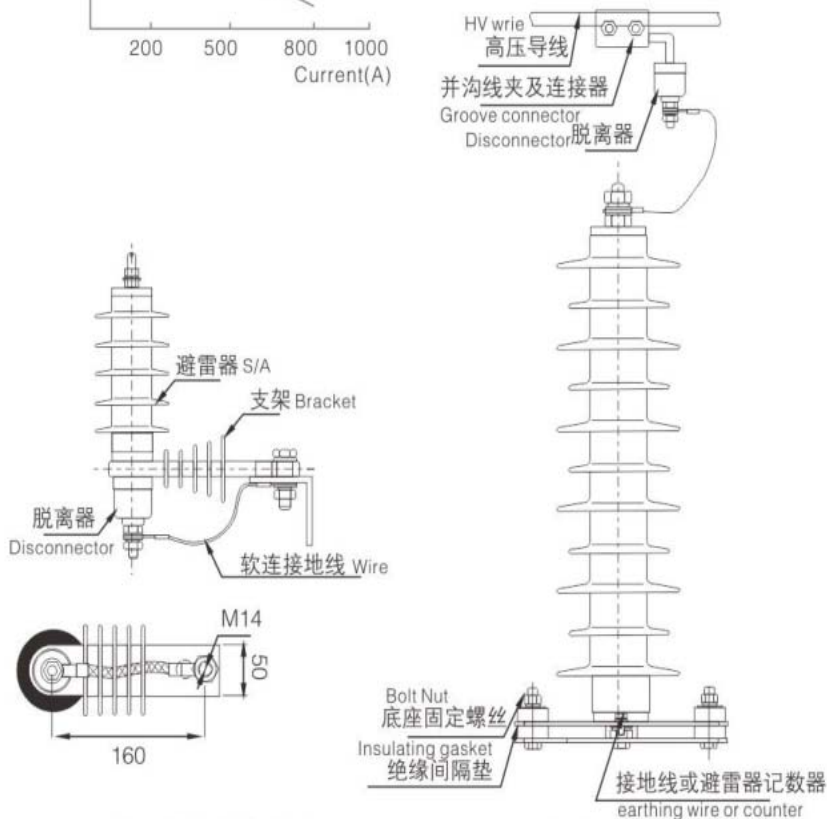 200 500 800 1000
Current(A)
HV wrie
高压导线
并沟线夹及连接器
Groove connector
Disconnector 脱离器
避雷器 S/A
支架 Bracket
脱离器
Disconnector
软连接地线 Wire
M14
50
160
Bolt Nut
底座固定螺丝
Insulating gasket
绝缘间隔垫
接地线或避雷器记数器
earthing wire or counter